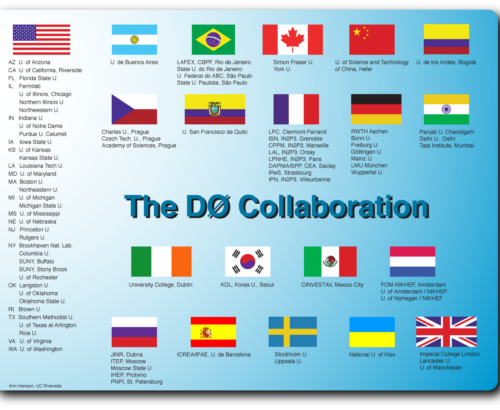 AZ U. of Arizona
CA U. of California, Riverside
FL Florida State U.
IL Fermilab
U. of Illinois, Chicago
Northern Illinois U.
Northwestern U.
IN Indiana U.
U. of Notre Dame
Purdue U. Calumet
IA Iowa State U.
KS U. of Kansas
Kansas State U.
LA Louisiana Tech U.
MD U. of Maryland
MA Boston U.
Northeastern U.
MI U. of Michigan
Michigan State U.
MS U. of Mississippi
NE U. of Nebraska
NJ Princeton U.
Rutgers U.
NY Brookhaven Nat. Lab.
Columbia U.
SUNY, Buffalo
SUNY, Stony Brook
U. of Rochester
OK Langston U.
U. of Oklahoma
Oklahoma State U.
RI Brown U.
TX Southern Methodist U.
U. of Texas at Arlington
Rice U.
VA U. of Virginia
WA U. of Washington
Ann Heinson, UC Riverside
U. de Buenos Aires
LAFEX, CBPF, Rio de Janeiro
State U. do Rio de Janeiro
U. Federal do ABC, São Paulo
State U. Paulista, São Paulo
Simon Fraser U.
York U.
U. of Science and Technology
of China, Hefei
U. de los Andes, Bogotá
Charles U., Prague
Czech Tech. U., Prague
Academy of Sciences, Prague
U. San Francisco de Quito
LPC, Clermont-Ferrand
ISN, IN2P3, Grenoble
CPPM, IN2P3, Marseille
LAL, IN2P3, Orsay
LPNHE, IN2P3, Paris
DAPNIA/SPP, CEA, Saclay
IReS, Strasbourg
IPN, IN2P3, Villeurbanne
RWTH Aachen
Bonn U.
Freiburg U.
Göttingen U.
Mainz U.
LMU München
Wuppertal U.
Panjab U. Chandigarh
Delhi U., Delhi
Tata Institute, Mumbai
The DØ Collaboration
University College, Dublin
KDL, Korea U., Seoul
CINVESTAV, Mexico City
FOM-NIKHEF, Amsterdam
U. of Amsterdam / NIKHEF
U. of Nijmegen / NIKHEF
JINR, Dubna
ITEP, Moscow
Moscow State U.
IHEP, Protvino
PNPI, St. Petersburg
ICREA/IFAE, U. de Barcelona
Stockholm U.
Uppsala U.
National U. of Kiev
Imperial College London
Lancaster U.
U. of Manchester